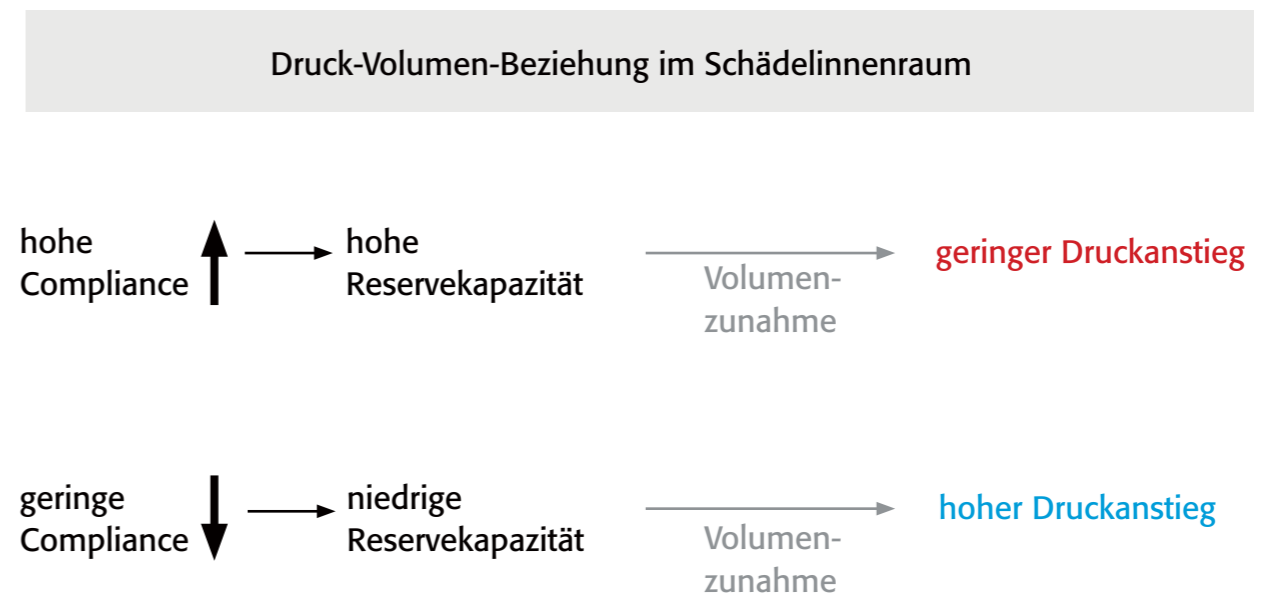 Druck-Volumen-Beziehung im Schädelinnenraum
hohe
Compliance
hohe
Reservekapazität
Volumen-
zunahme
geringer Druckanstieg
geringe
Compliance
niedrige
Reservekapazität
Volumen-
zunahme
hoher Druckanstieg